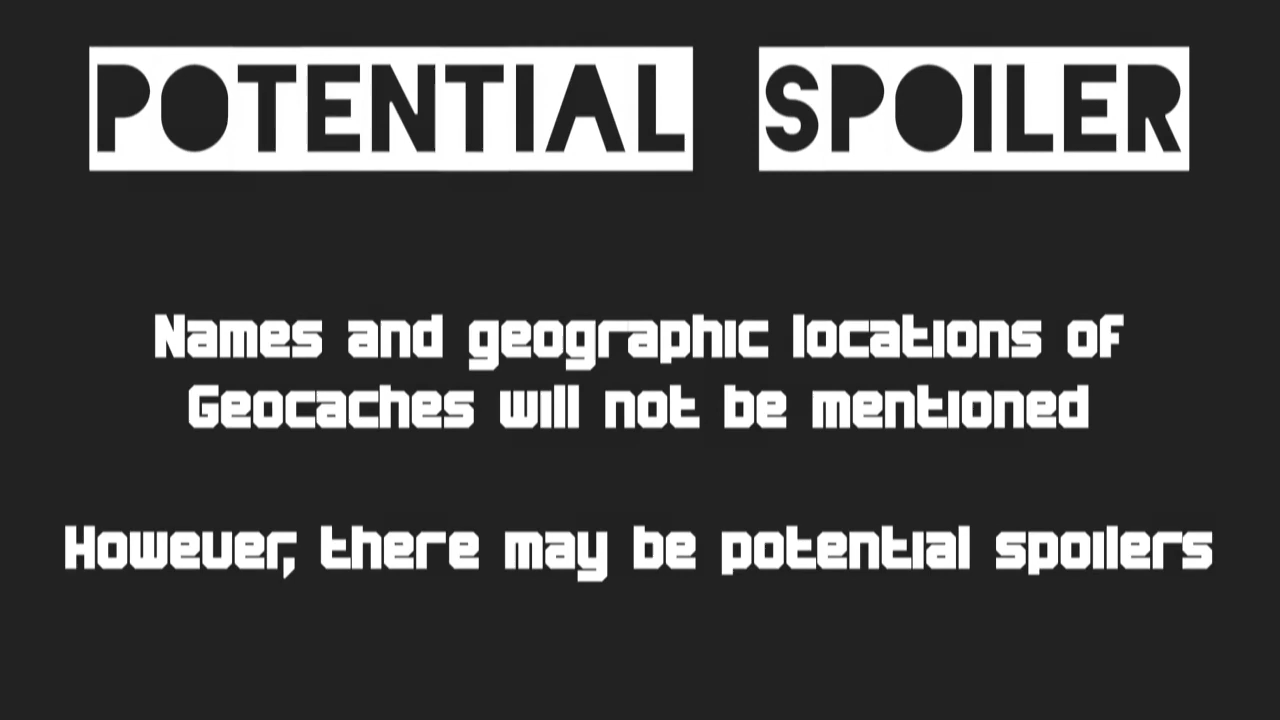 POTENTIAL SPOILER
Names and geographic locations of
Geocaches will not be mentioned
However, there may be potential spoilers